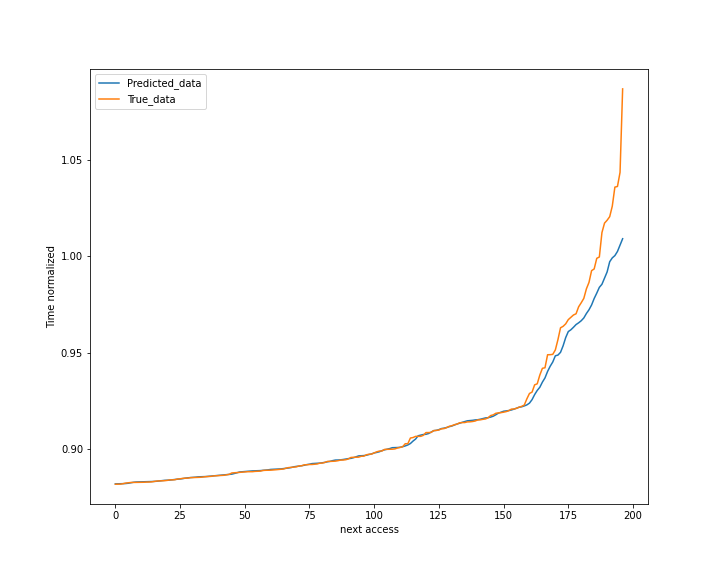 Predicted_data
True_data
1.05
1.00
0.95
0.90
Time normalized
0 25 50 75 100 125 150 175 200
next access